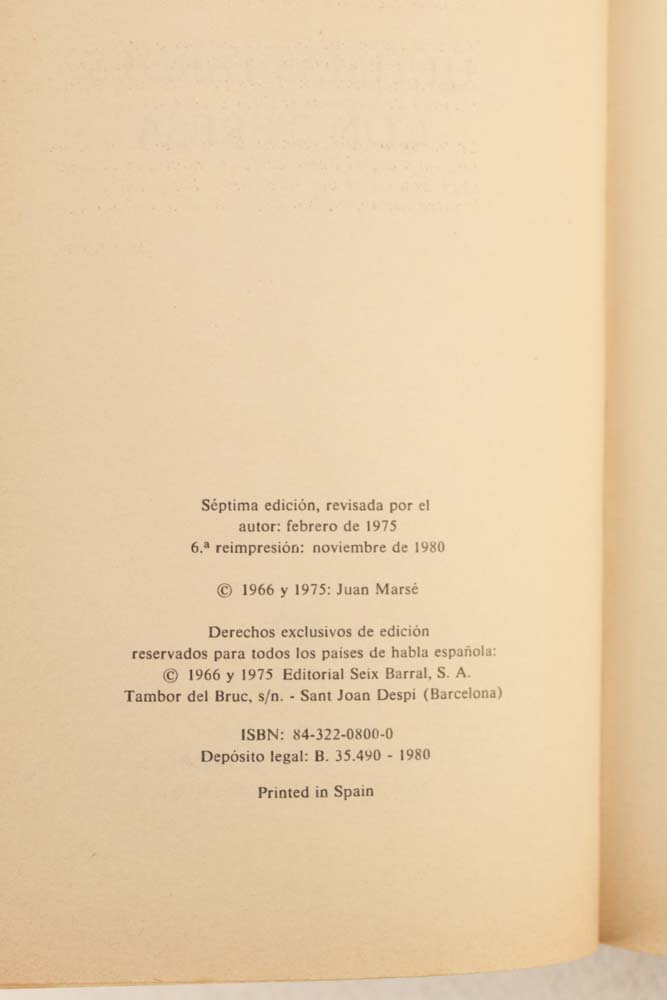 Séptima edición, revisada por el
autor: febrero de 1975
6.ª reimpresión: noviembre de 1980
© 1966 y 1975: Juan Marsé
Derechos exclusivos de edición
reservados para todos los países de habla española:
© 1966 y 1975 Editorial Seix Barral, S. A.
Tambor del Bruc, s/n. - Sant Joan Despi (Barcelona)
ISBN: 84-322-0800-0
Depósito legal: B. 35.490 - 1980
Printed in Spain